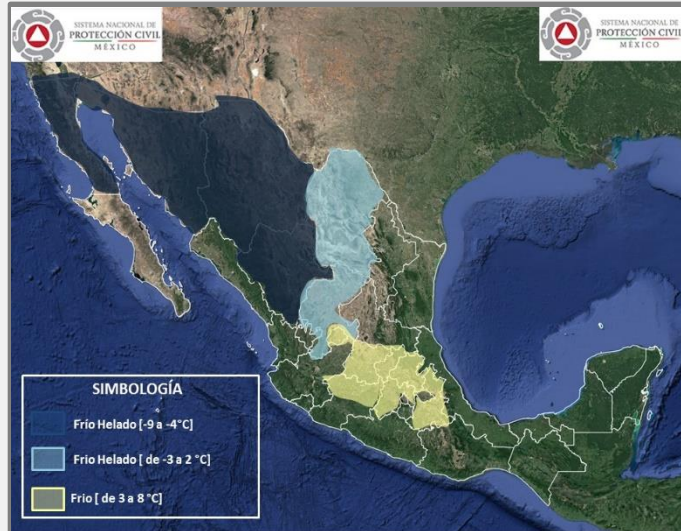 SISTEMA NACIONAL DE
PROTECCIÓN CIVIL
MÉXICO
SISTEMA NACIONAL DE
PROTECCIÓN CIVIL
MÉXICO
SIMBOLOGÍA
Frío Helado [-9 a -4°C]
Frio Helado [ de -3 a 2 °C]
Frio [ de 3 a 8 °C]